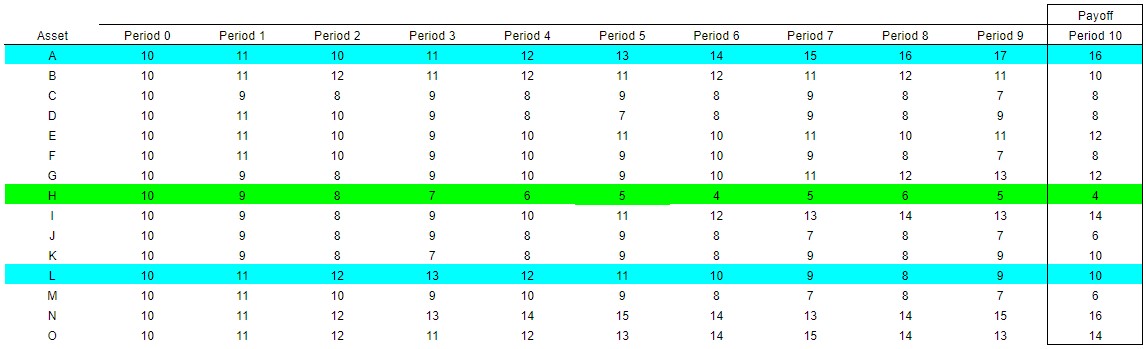 Payoff
Asset Period 0 Period 1 Period 2 Period 3 Period 4 Period 5 Period 6 Period 7 Period 8 Period 9 Period 10
A 10 11 10 11 12 13 14 15 16 17 16
B 10 11 12 11 12 11 12 11 12 11 10
C 10 9 8 9 8 9 8 9 8 7 8
D 10 11 10 9 8 7 8 9 8 9 8
E 10 11 10 9 10 11 10 11 10 11 12
F 10 11 10 9 10 9 10 9 8 7 8
G 10 9 8 9 10 9 10 11 12 13 12
H 10 9 8 7 6 5 4 5 6 5 4
I 10 9 8 9 10 11 12 13 14 13 14
J 10 9 8 9 8 9 8 7 8 7 6
K 10 9 8 7 8 9 8 9 8 9 10
L 10 11 12 13 12 11 10 9 8 9 10
M 10 11 10 9 10 9 8 7 8 7 6
N 10 11 12 13 14 15 14 13 14 15 16
O 10 11 12 11 12 13 14 15 14 13 14